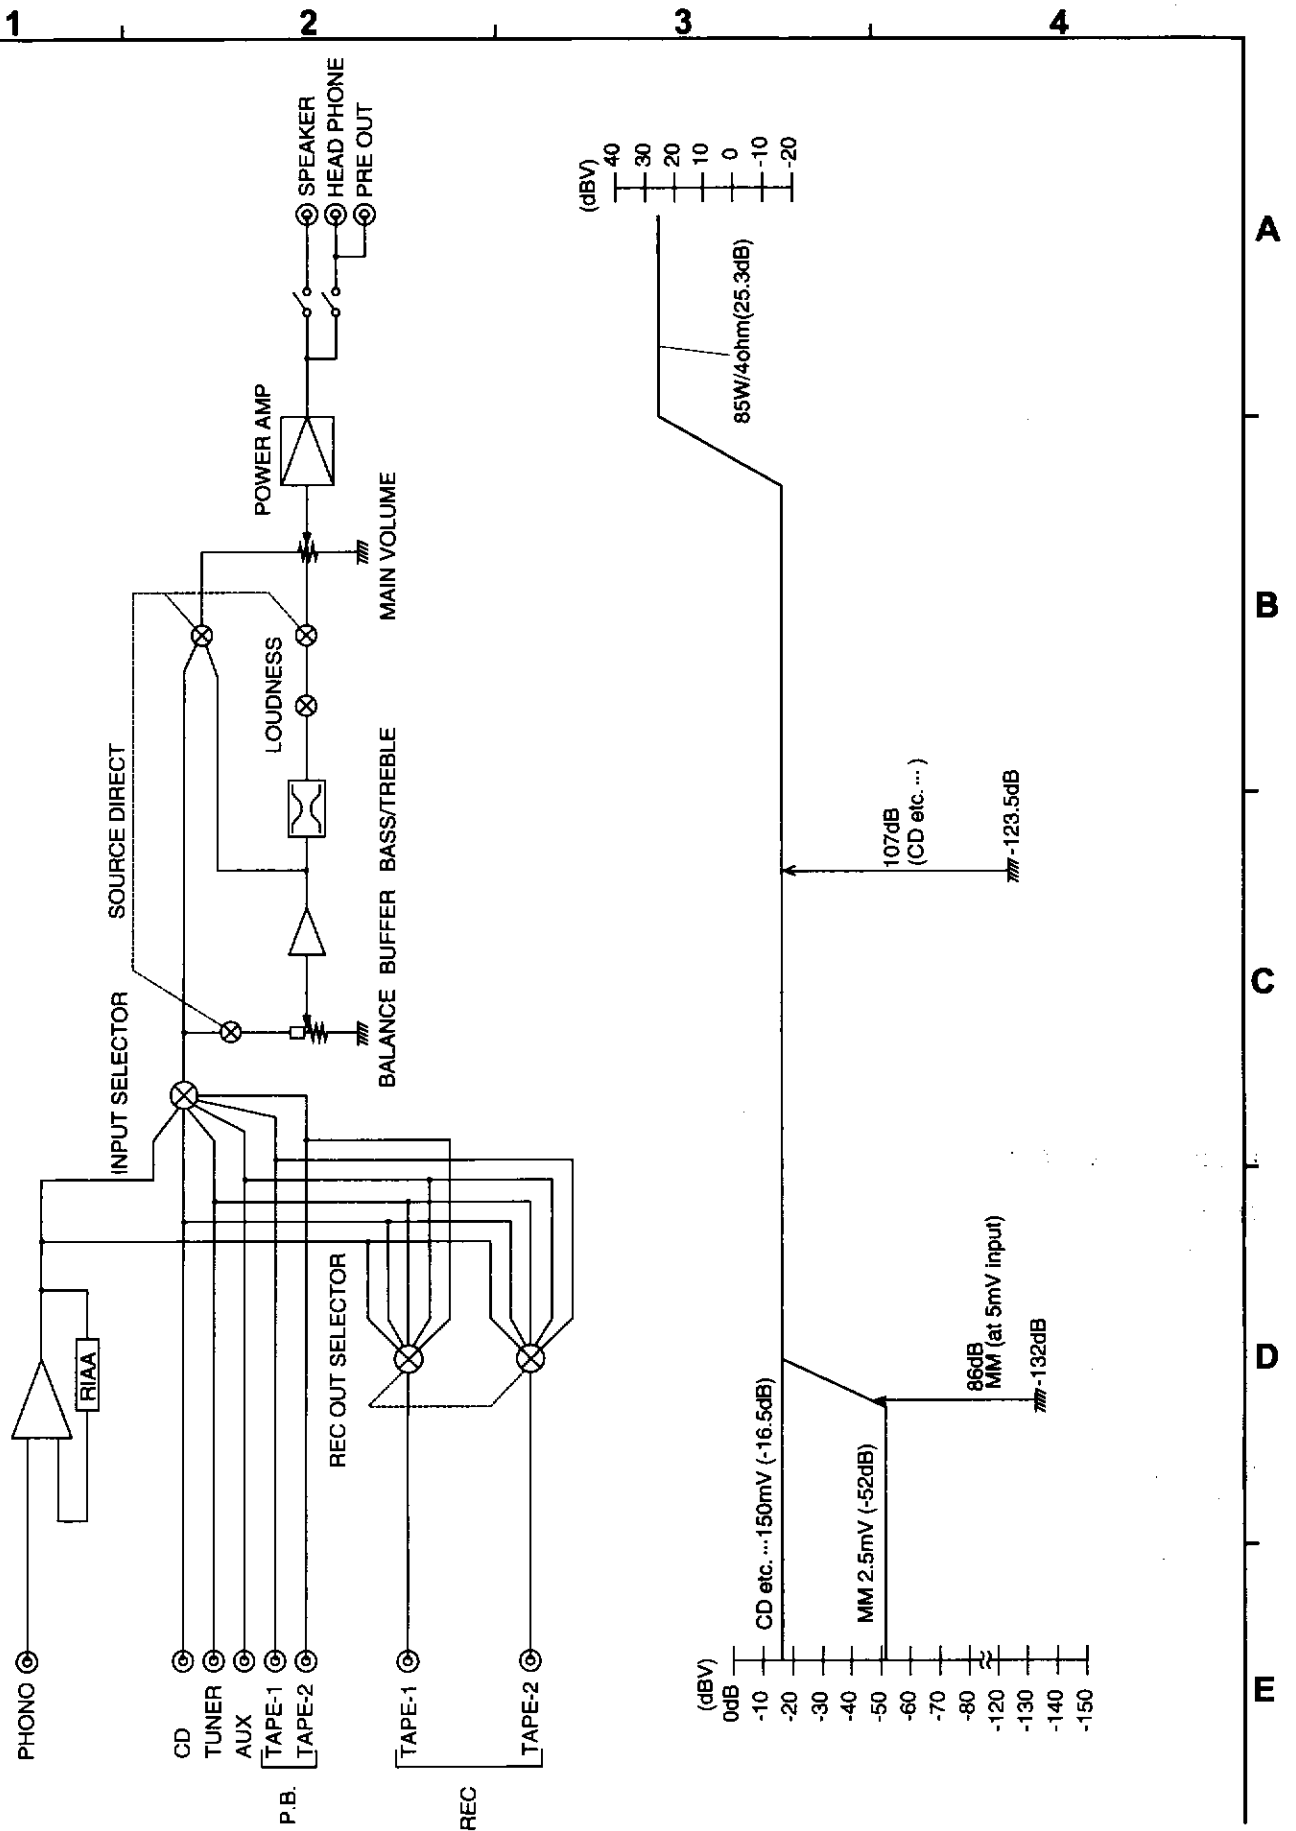 1
2
3
4
A
B
C
D
E
PHONO
CD
TUNER
AUX
TAPE-1
TAPE-2
P.B.
TAPE-1
TAPE-2
REC
RIAA
INPUT SELECTOR
REC OUT SELECTOR
SOURCE DIRECT
BALANCE
BUFFER
BASS/TREBLE
LOUDNESS
MAIN VOLUME
POWER AMP
SPEAKER
HEAD PHONE
PRE OUT
(dBV)
0dB
-10
-20
-30
-40
-50
-60
-70
-80
-120
-130
-140
-150
CD etc. ···150mV (-16.5dB)
MM 2.5mV (-52dB)
86dB
MM (at 5mV input)
-132dB
107dB
(CD etc. ··· )
-123.5dB
85W/4ohm(25.3dB)
(dBV)
40
30
20
10
0
-10
-20